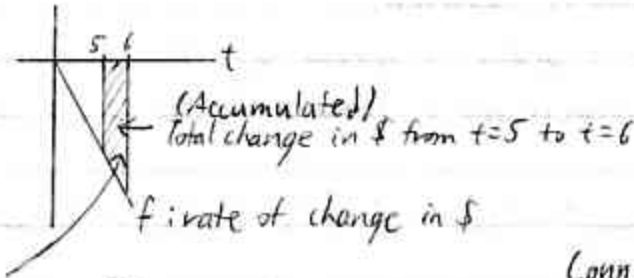 5 6
t
(Accumulated)
Total change in $ from t=5 to t=6
f : rate of change in $